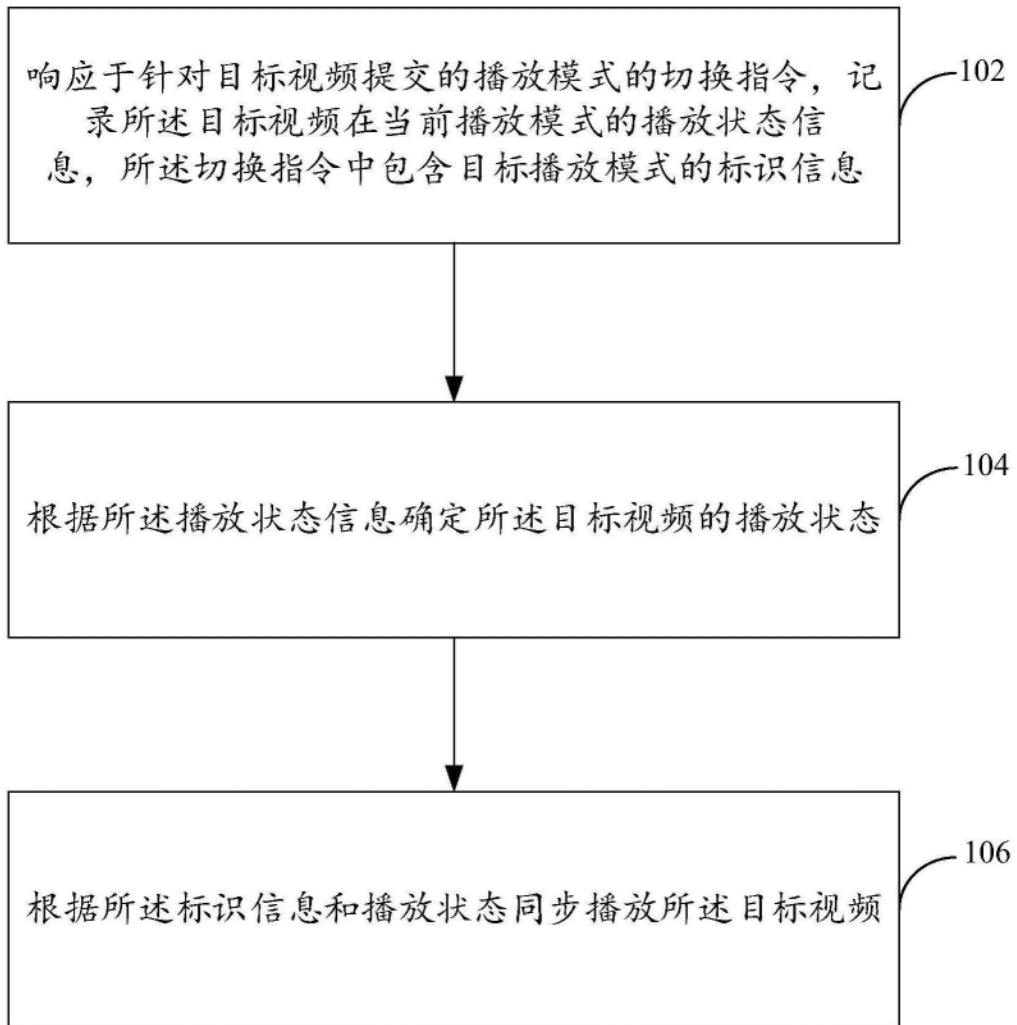 响应于针对目标视频提交的播放模式的切换指令，记
录所述目标视频在当前播放模式的播放状态信
息，所述切换指令中包含目标播放模式的标识信息
102
根据所述播放状态信息确定所述目标视频的播放状态
104
根据所述标识信息和播放状态同步播放所述目标视频
106